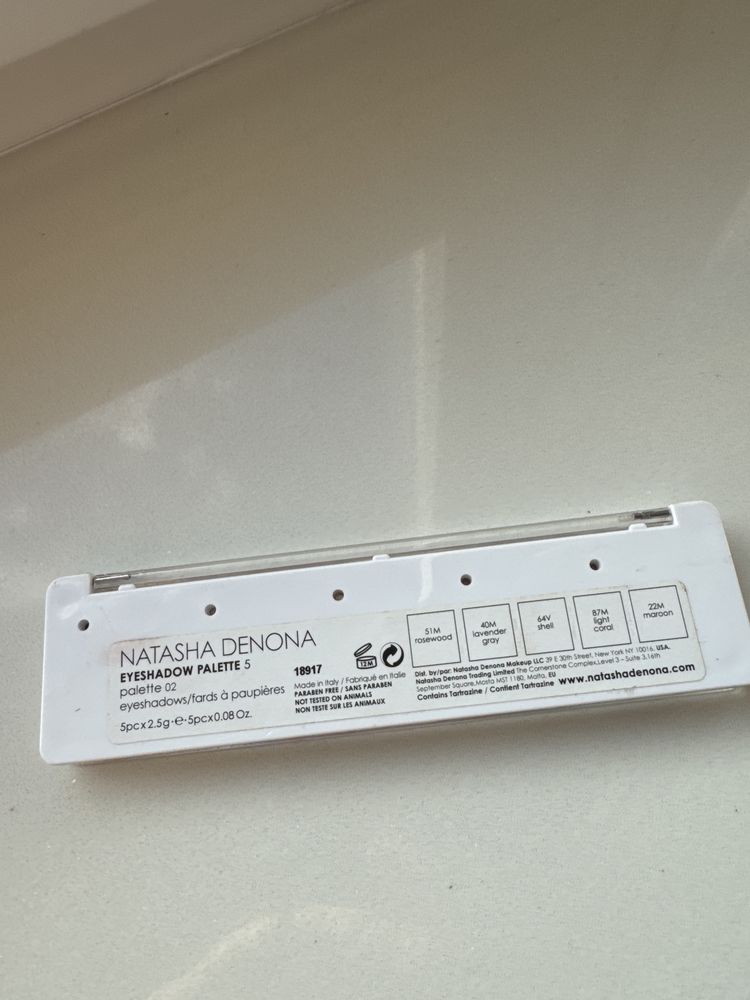 NATASHA DENONA
EYESHADOW PALETTE 5
palette 02
eyeshadows/fards à paupières
5pcx2.5g·e·5pcx0.08 Oz.
18917
Made in Italy / Fabriqué en Italie
PARABEN FREE / SANS PARABEN
NOT TESTED ON ANIMALS
NON TESTE SUR LES ANIMAUX
12M
51M
rosewood
40M
lavender
gray
64V
shell
87M
light
coral
22M
maroon
Dist. by/par: Natasha Denona Makeup LLC 39 E 30th Street, New York NY 10016, USA.
Natasha Denona Trading Limited The Cornerstone Complex,Level 3 - Suite 3,16th
September Square,Mosta MST 1180, Malta, EU
Contains Tartrazine / Contient Tartrazine www.natashadenona.com